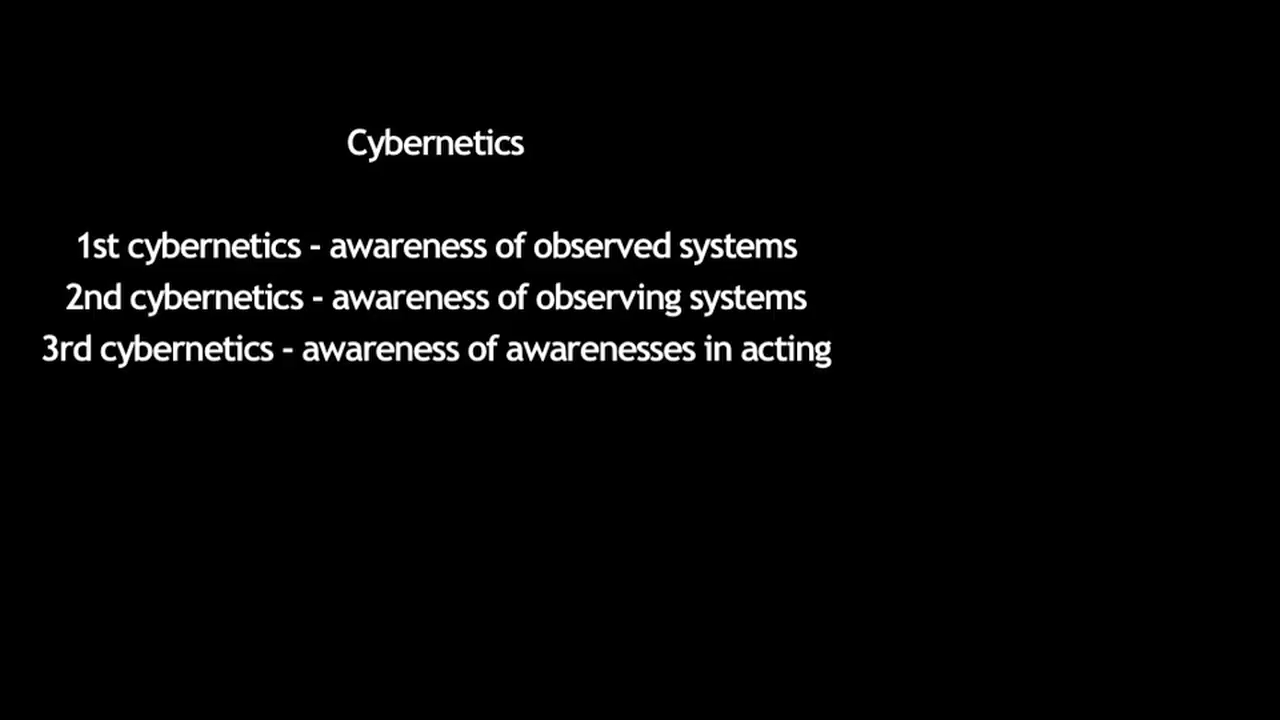 Cybernetics
1st cybernetics - awareness of observed systems
2nd cybernetics - awareness of observing systems
3rd cybernetics - awareness of awarenesses in acting